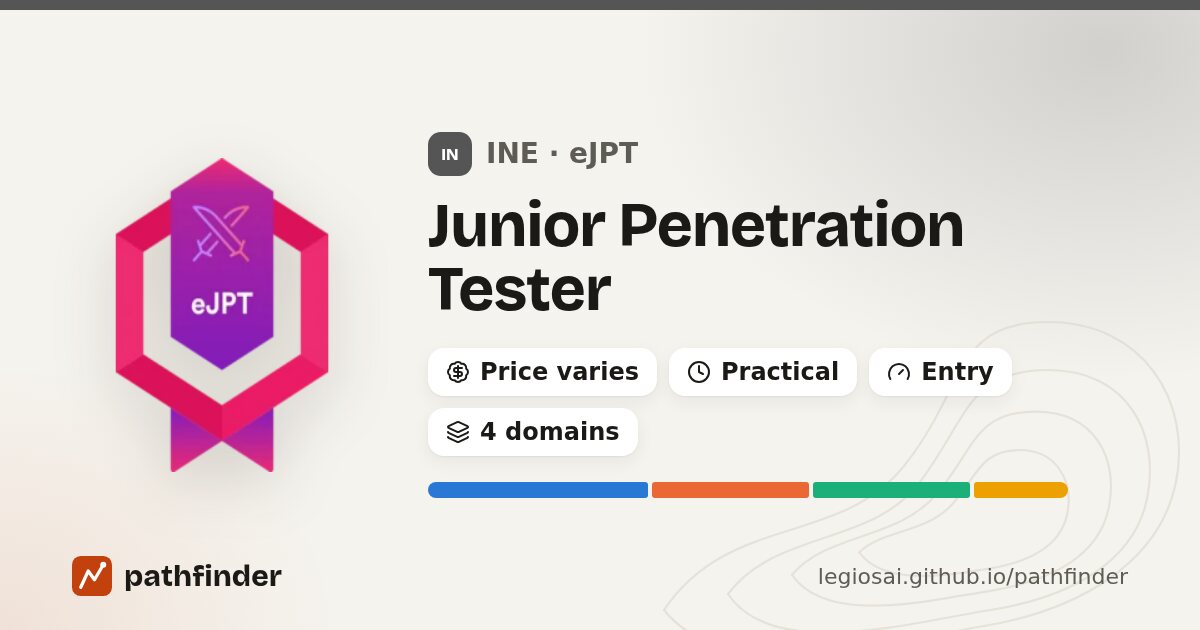 IN
INE · eJPT
Junior Penetration
Tester
eJPT
Price varies
Practical
Entry
4 domains
pathfinder
legiosai.github.io/pathfinder